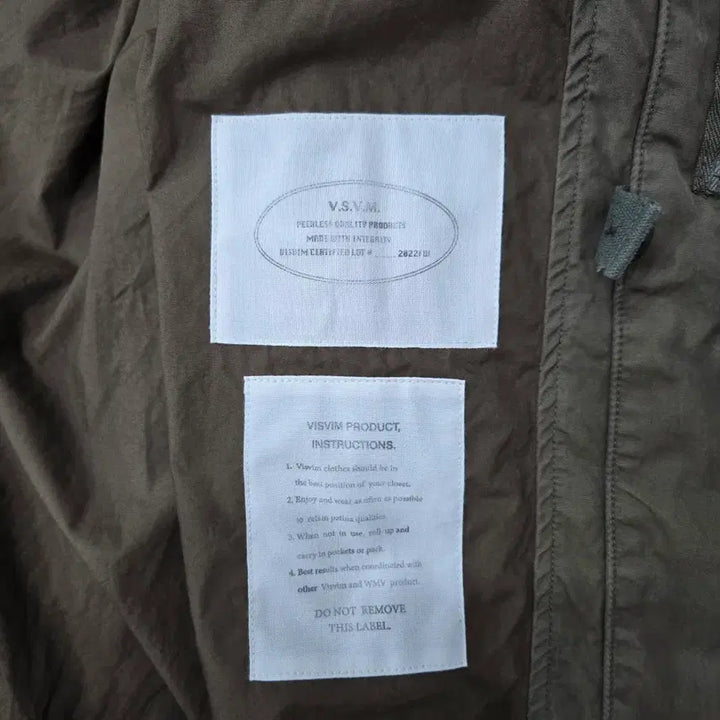 V.S.V.M.
PEERLESS QUALITY PRODUCTS
MADE WITH INTEGRITY
VISVIM CERTIFIED LOT # ______ 2022FW
VISVIM PRODUCT,
INSTRUCTIONS.
1. Visvim clothes should be in
the best position of your closet.
2. Enjoy and wear as often as possible
to retain patina qualities.
3. When not in use, roll up and
carry in pockets or pack.
4. Best results when coordinated with
other Visvim and WMV product.
DO NOT REMOVE
THIS LABEL.